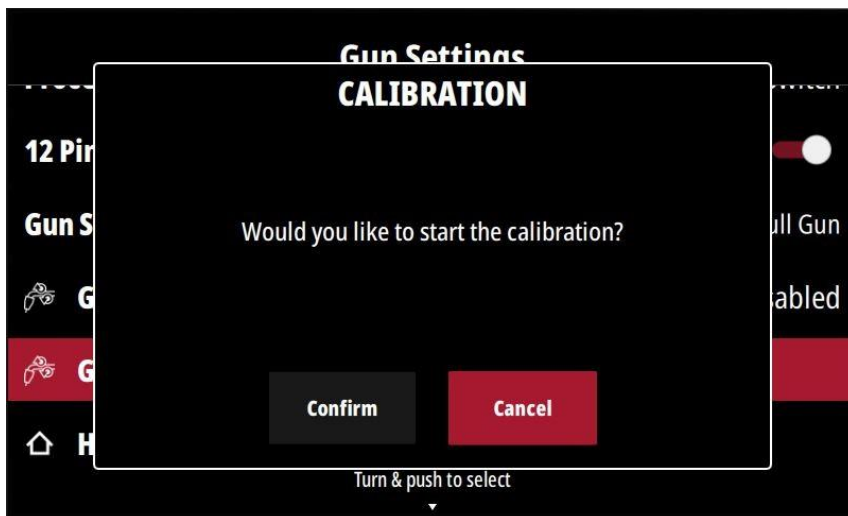 Gun Settings
CALIBRATION
12 Pin
Gun S
ull Gun
Would you like to start the calibration?
G
abled
G
Confirm
Cancel
H
Turn & push to select